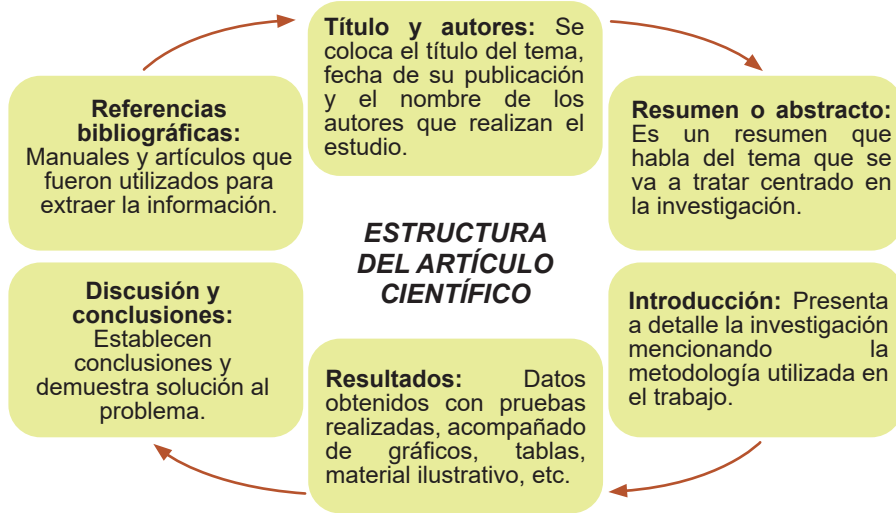 Título y autores: Se
coloca el título del tema,
fecha de su publicación
y el nombre de los
autores que realizan el
estudio.
Resumen o abstracto:
Es un resumen que
habla del tema que se
va a tratar centrado en
la investigación.
Introducción: Presenta
a detalle la investigación
mencionando la
metodología utilizada en
el trabajo.
Resultados: Datos
obtenidos con pruebas
realizadas, acompañado
de gráficos, tablas,
material ilustrativo, etc.
Discusión y
conclusiones:
Establecen
conclusiones y
demuestra solución al
problema.
Referencias
bibliográficas:
Manuales y artículos que
fueron utilizados para
extraer la información.
ESTRUCTURA
DEL ARTÍCULO
CIENTÍFICO